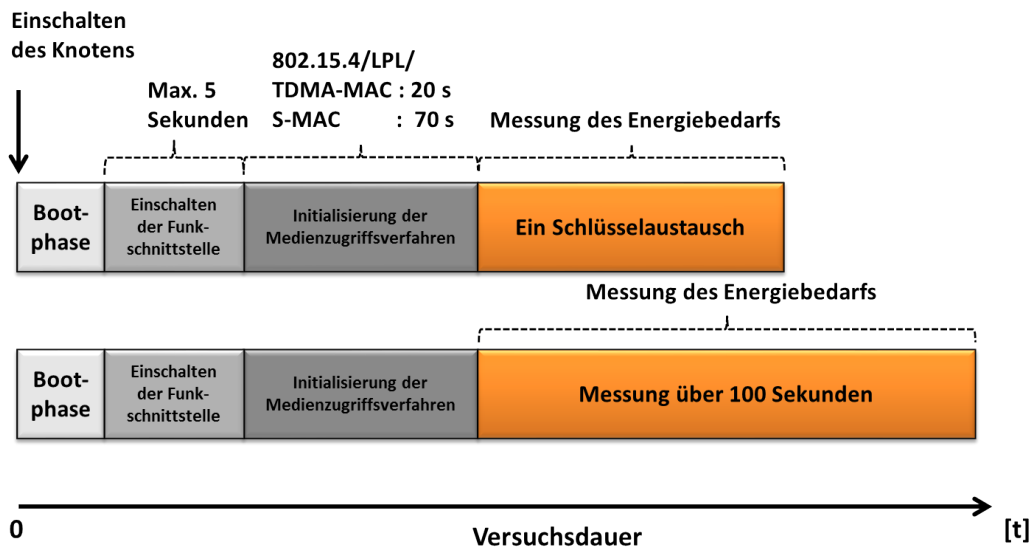 Einschalten
des Knotens
802.15.4/LPL/
TDMA-MAC : 20 s
S-MAC : 70 s
Max. 5
Sekunden
Messung des Energiebedarfs
Boot-
phase
Einschalten
der Funk-
schnittstelle
Initialisierung der
Medienzugriffsverfahren
Ein Schlüsselaustausch
Messung des Energiebedarfs
Boot-
phase
Einschalten
der Funk-
schnittstelle
Initialisierung der
Medienzugriffsverfahren
Messung über 100 Sekunden
0
Versuchsdauer
[t]